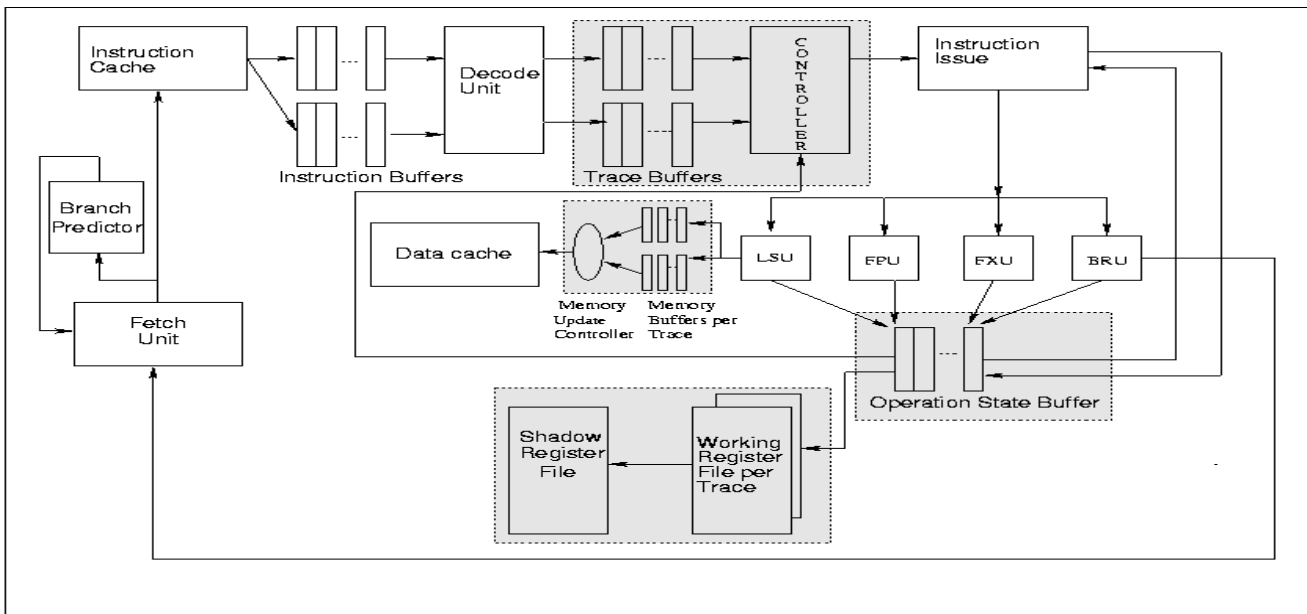 Instruction
Cache
Instruction Buffers
Decode
Unit
Trace Buffers
CONTROLLER
Instruction
Issue
Branch
Predictor
Fetch
Unit
Data cache
Memory
Update
Controller
Memory
Buffers per
Trace
LSU
FPU
FXU
BRU
Operation State Buffer
Shadow
Register
File
Working
Register
File per
Trace